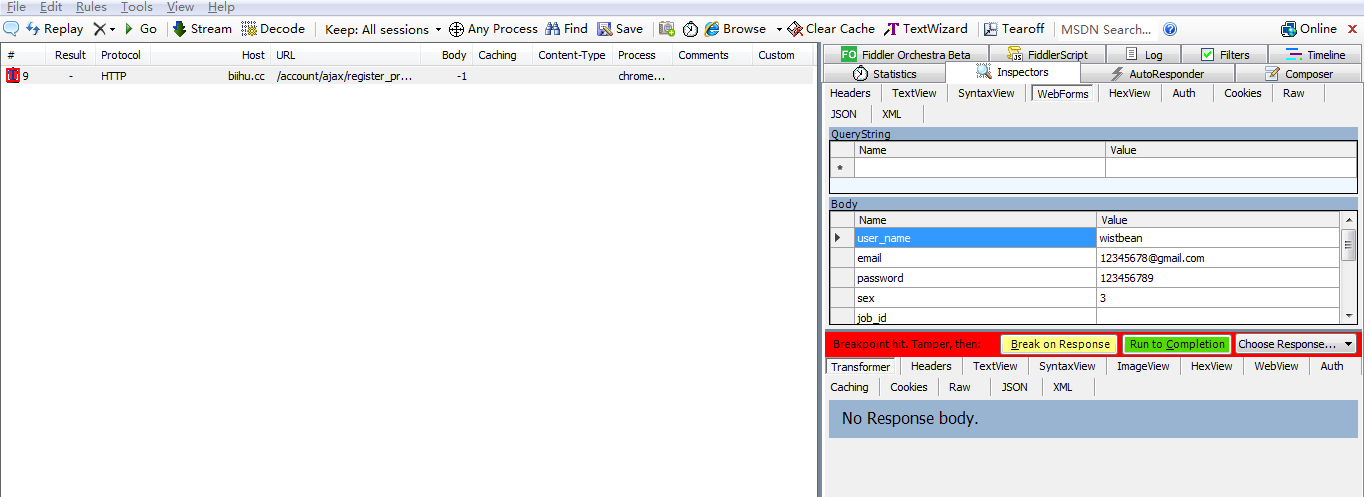 File Edit Rules Tools View Help
Replay Go Stream Decode Keep: All sessions Any Process Find Save Browse Clear Cache TextWizard Tearoff MSDN Search... Online
# Result Protocol Host URL Body Caching Content-Type Process Comments Custom
9 - HTTP biihu.cc /account/ajax/register_pr... -1 chrome...
FO Fiddler Orchestra Beta FiddlerScript Log Filters Timeline
Statistics Inspectors AutoResponder Composer
Headers TextView SyntaxView WebForms HexView Auth Cookies Raw
JSON XML
QueryString
Name Value
*
Body
Name Value
user_name wistbean
email 12345678@gmail.com
password 123456789
sex 3
job_id
Breakpoint hit. Tamper, then: Break on Response Run to Completion Choose Response...
Transformer Headers TextView SyntaxView ImageView HexView WebView Auth
Caching Cookies Raw JSON XML
No Response body.